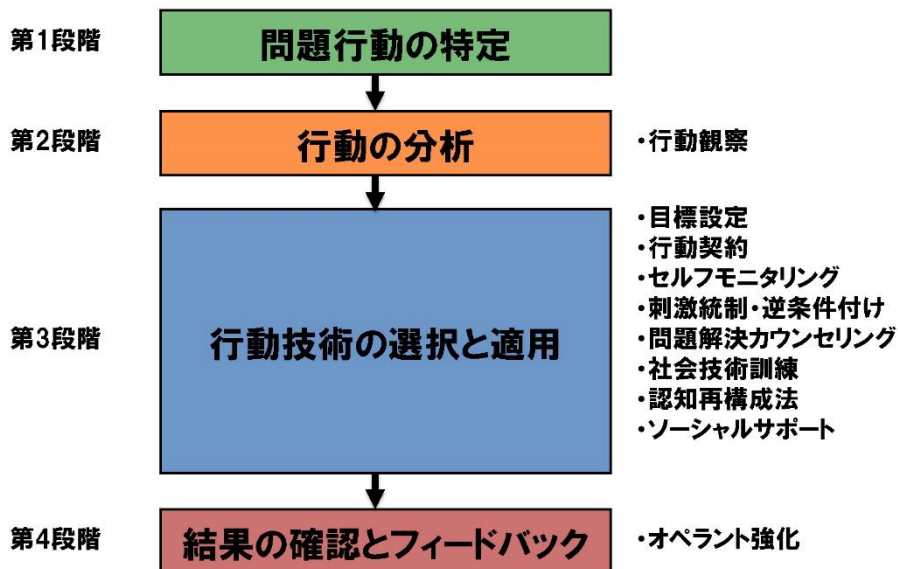 第1段階
問題行動の特定
第2段階
行動の分析
・行動観察
第3段階
行動技術の選択と適用
・目標設定
・行動契約
・セルフモニタリング
・刺激統制・逆条件付け
・問題解決カウンセリング
・社会技術訓練
・認知再構成法
・ソーシャルサポート
第4段階
結果の確認とフィードバック
・オペラント強化